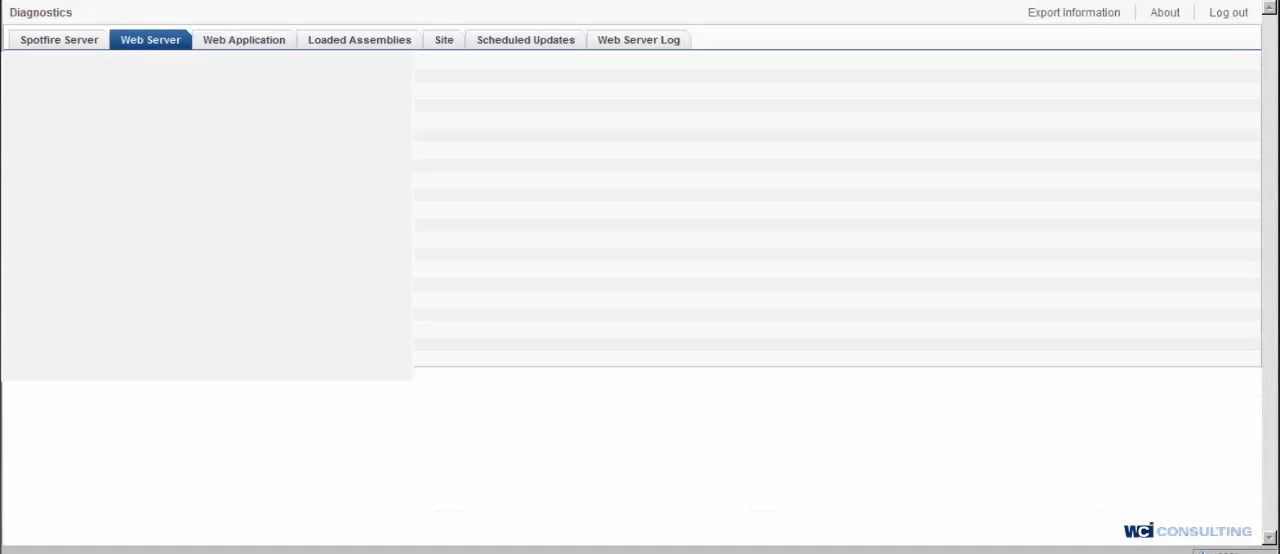 Diagnostics
Export Information
About
Log out
Spotfire Server
Web Server
Web Application
Loaded Assemblies
Site
Scheduled Updates
Web Server Log
WCi CONSULTING